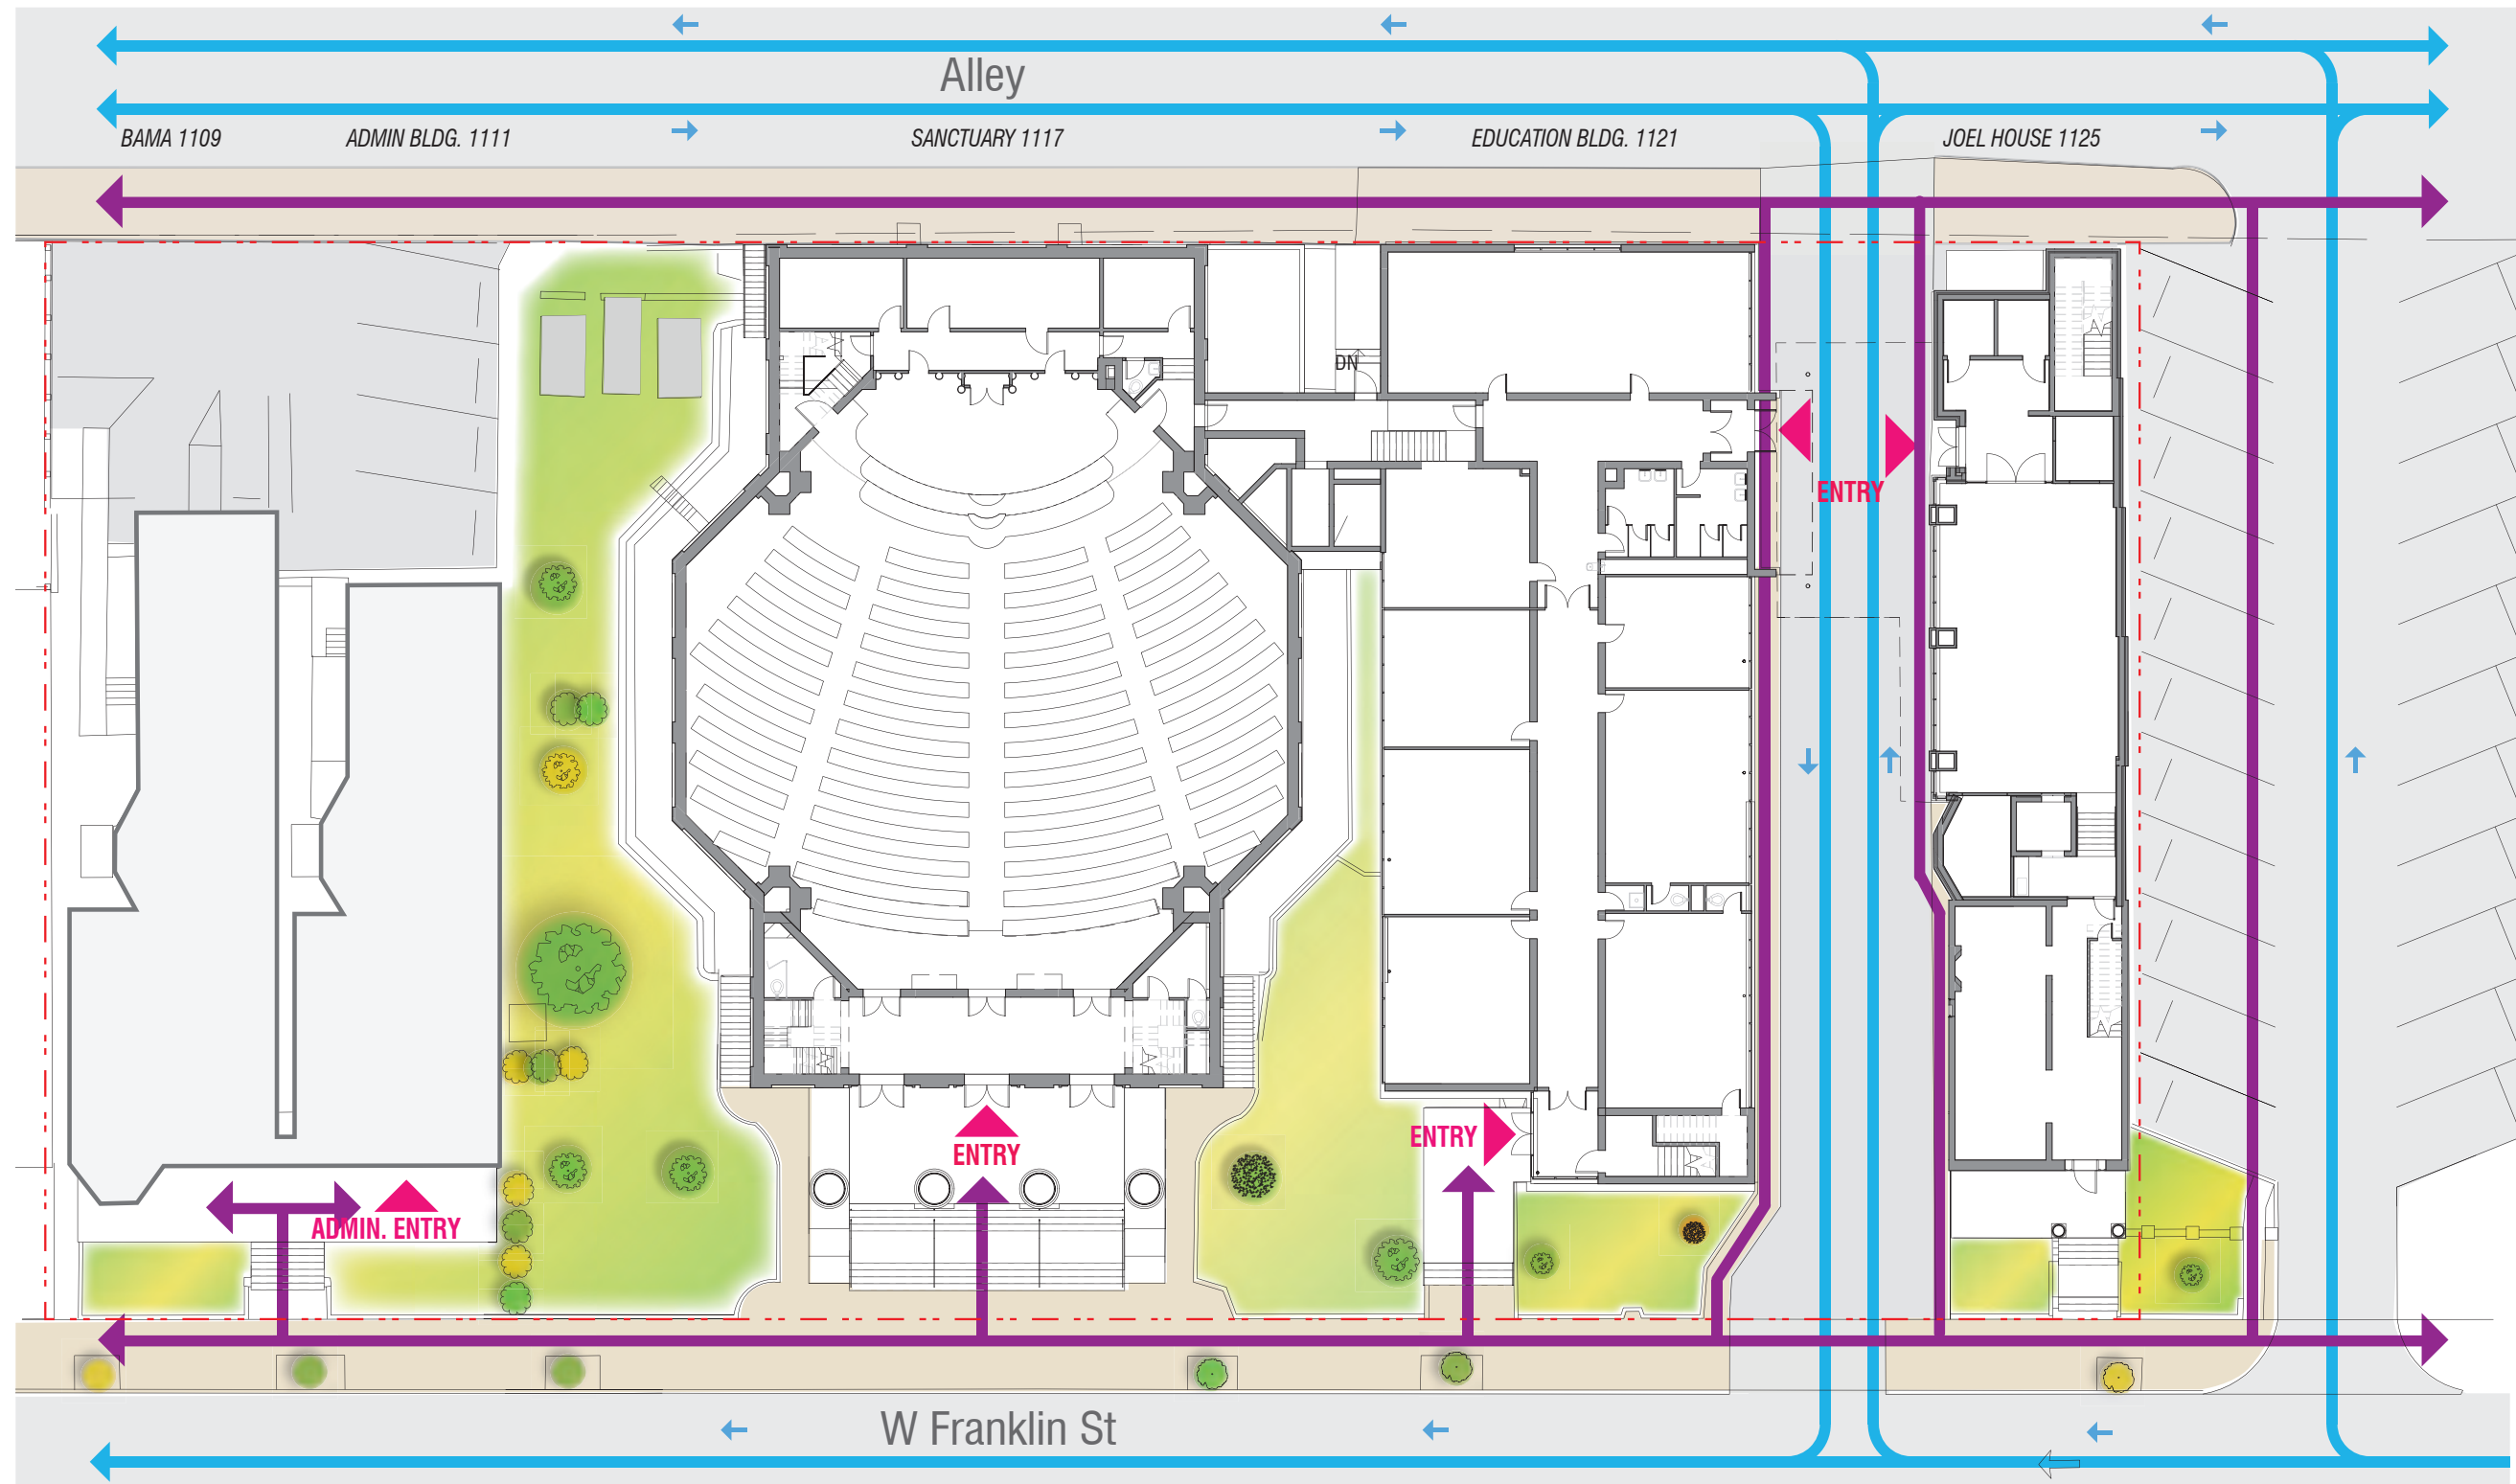 Alley
BAMA 1109
ADMIN BLDG. 1111
SANCTUARY 1117
EDUCATION BLDG. 1121
JOEL HOUSE 1125
DN
ENTRY
ENTRY
ENTRY
ADMIN. ENTRY
W Franklin St